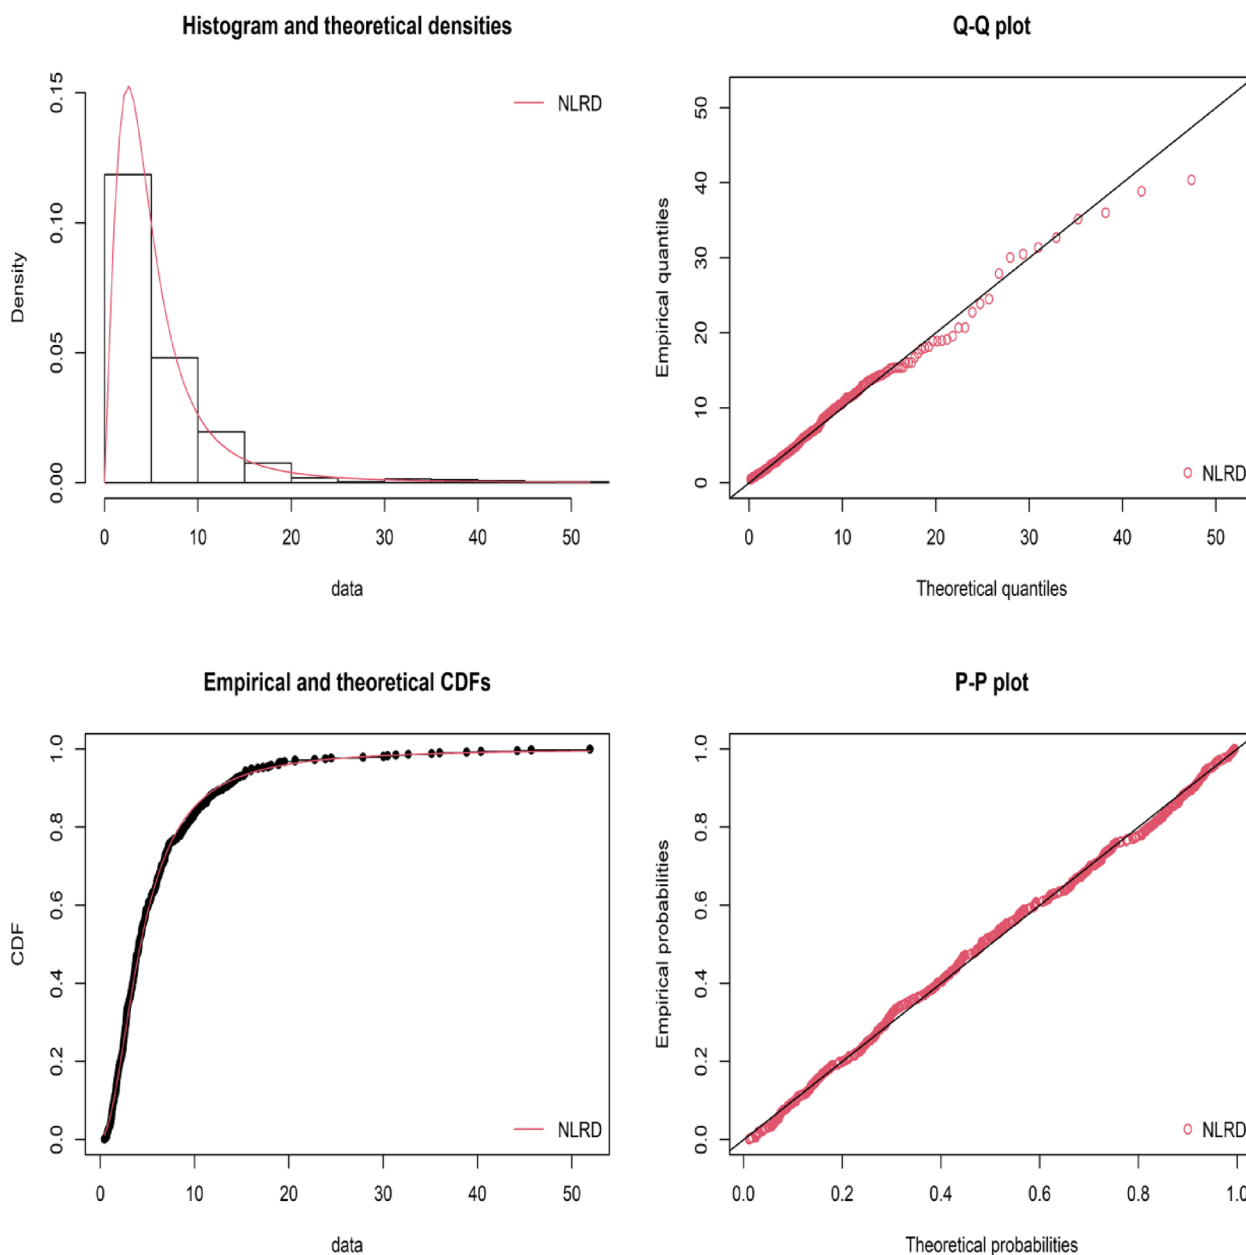 Histogram and theoretical densities
Density
0.15
0.10
0.05
0.00
NLRD
0 10 20 30 40 50
data
Q-Q plot
Empirical quantiles
50
40
30
20
10
0
NLRD
0 10 20 30 40 50
Theoretical quantiles
Empirical and theoretical CDFs
CDF
1.0
0.8
0.6
0.4
0.2
0.0
NLRD
0 10 20 30 40 50
data
P-P plot
Empirical probabilities
1.0
0.8
0.6
0.4
0.2
0.0
NLRD
0.0 0.2 0.4 0.6 0.8 1.0
Theoretical probabilities